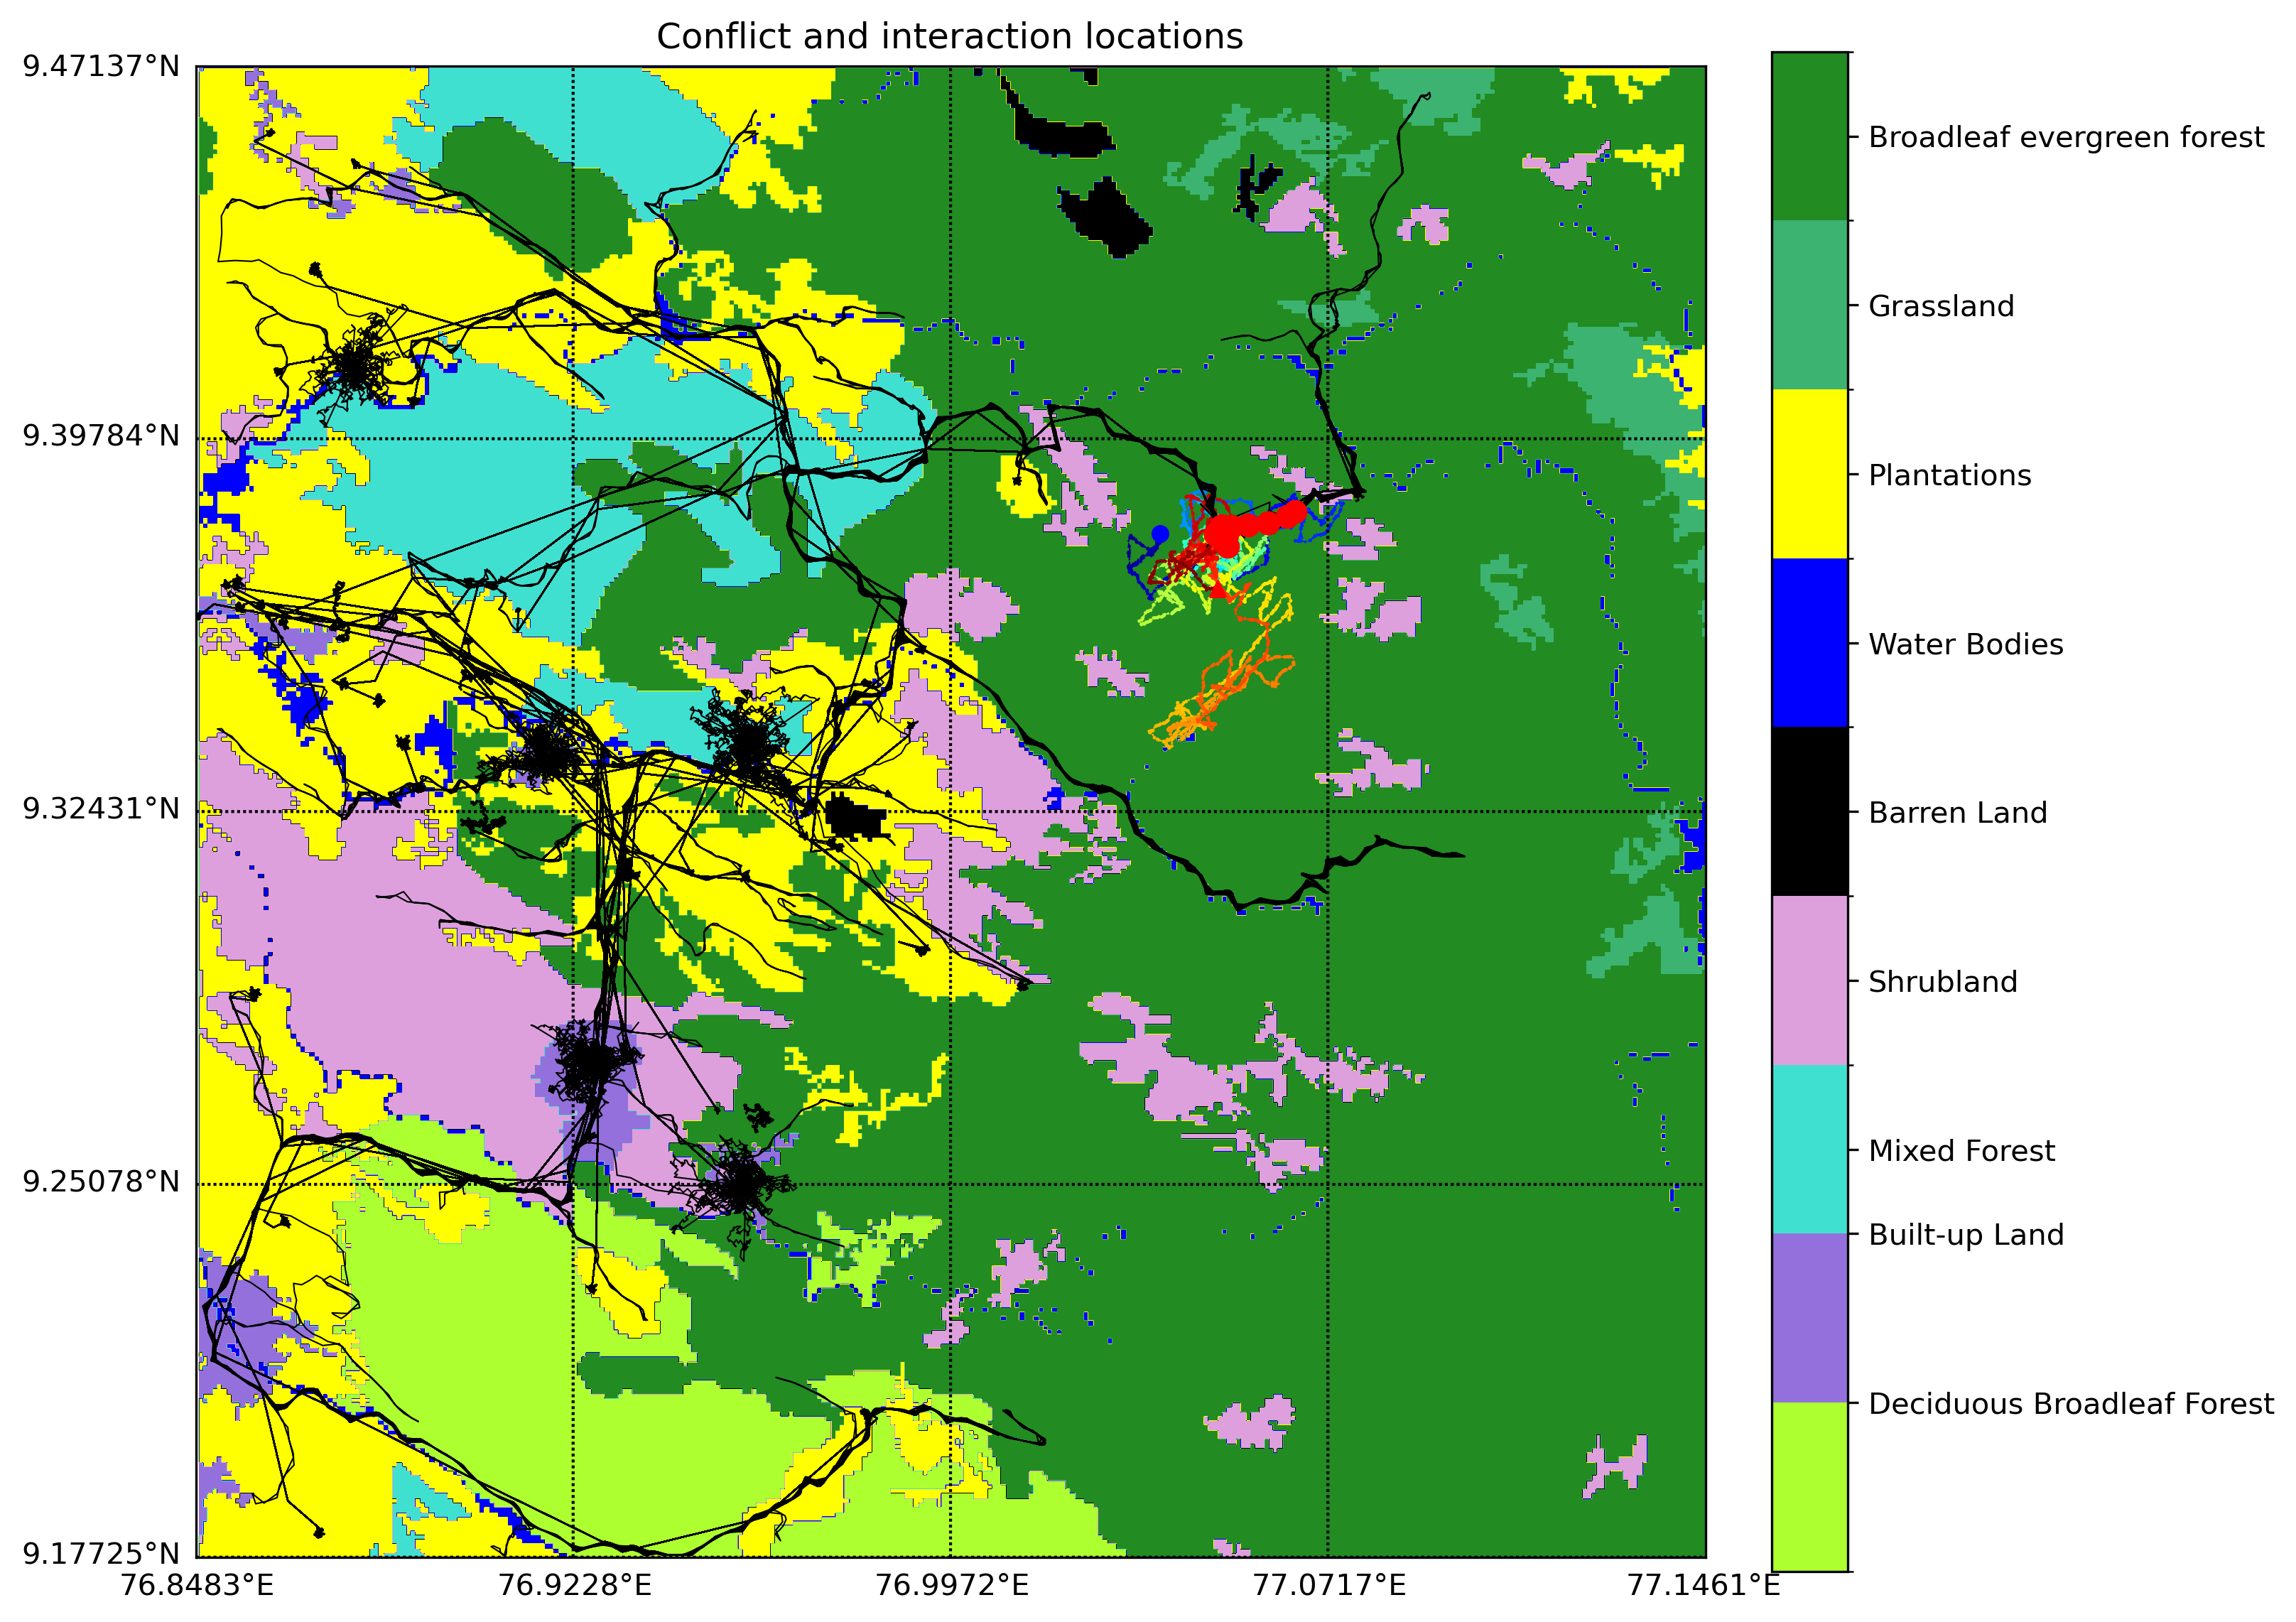 Conflict and interaction locations
9.47137°N
9.39784°N
9.32431°N
9.25078°N
9.17725°N
76.8483°E
76.9228°E
76.9972°E
77.0717°E
77.1461°E
Broadleaf evergreen forest
Grassland
Plantations
Water Bodies
Barren Land
Shrubland
Mixed Forest
Built-up Land
Deciduous Broadleaf Forest